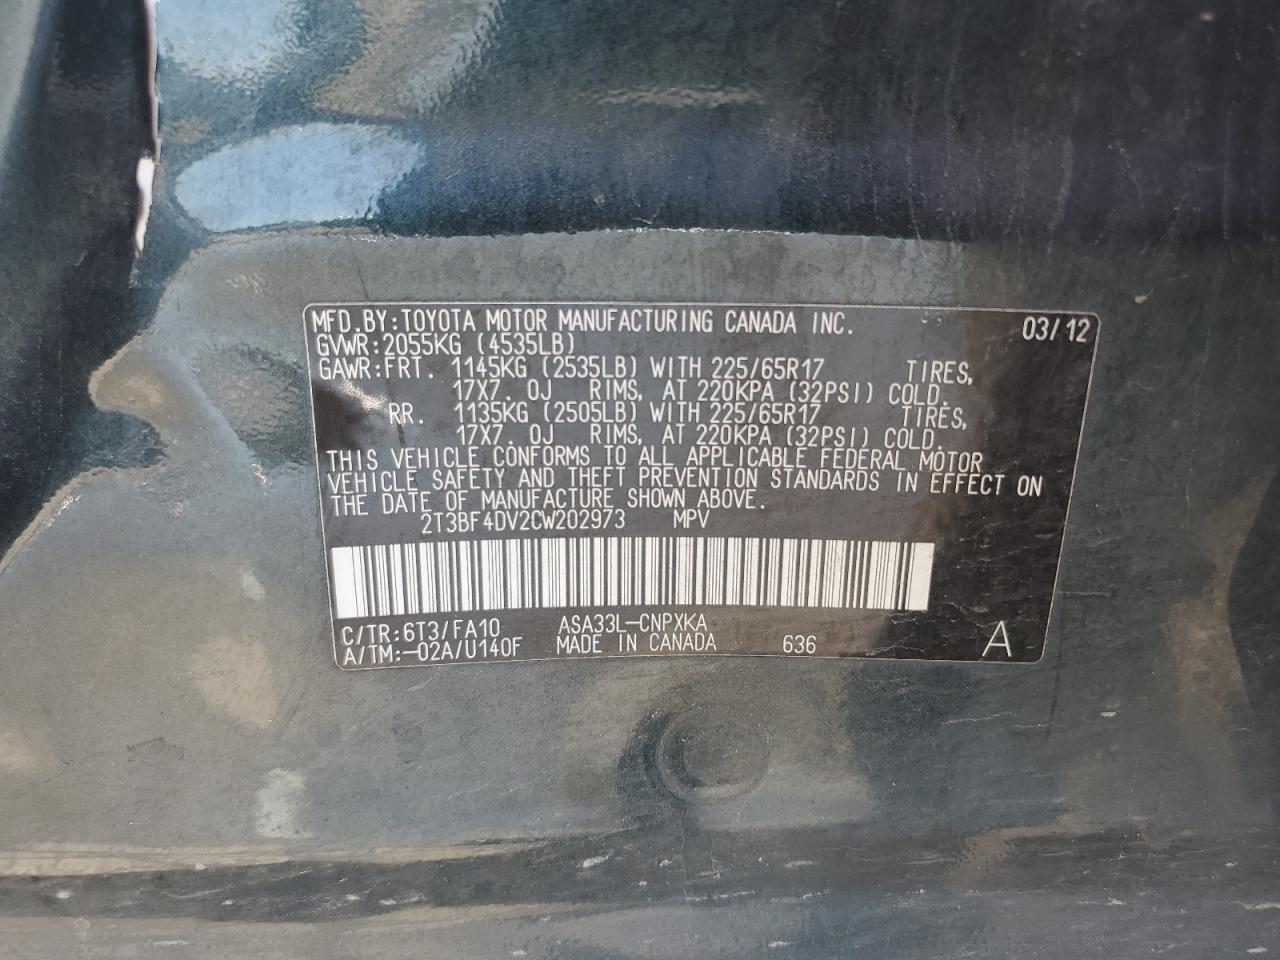 MFD.BY:TOYOTA MOTOR MANUFACTURING CANADA INC. 03/12
GVWR:2055KG (4535LB)
GAWR:FRT. 1145KG (2535LB) WITH 225/65R17 TIRES,
17X7. 0J RIMS, AT 220KPA (32PSI) COLD.
RR. 1135KG (2505LB) WITH 225/65R17 TIRES,
17X7. 0J RIMS, AT 220KPA (32PSI) COLD.
THIS VEHICLE CONFORMS TO ALL APPLICABLE FEDERAL MOTOR
VEHICLE SAFETY AND THEFT PREVENTION STANDARDS IN EFFECT ON
THE DATE OF MANUFACTURE SHOWN ABOVE.
2T3BF4DV2CW202973 MPV
C/TR:6T3/FA10 ASA33L-CNPXKA
A/TM:-02A/U140F MADE IN CANADA 636 A